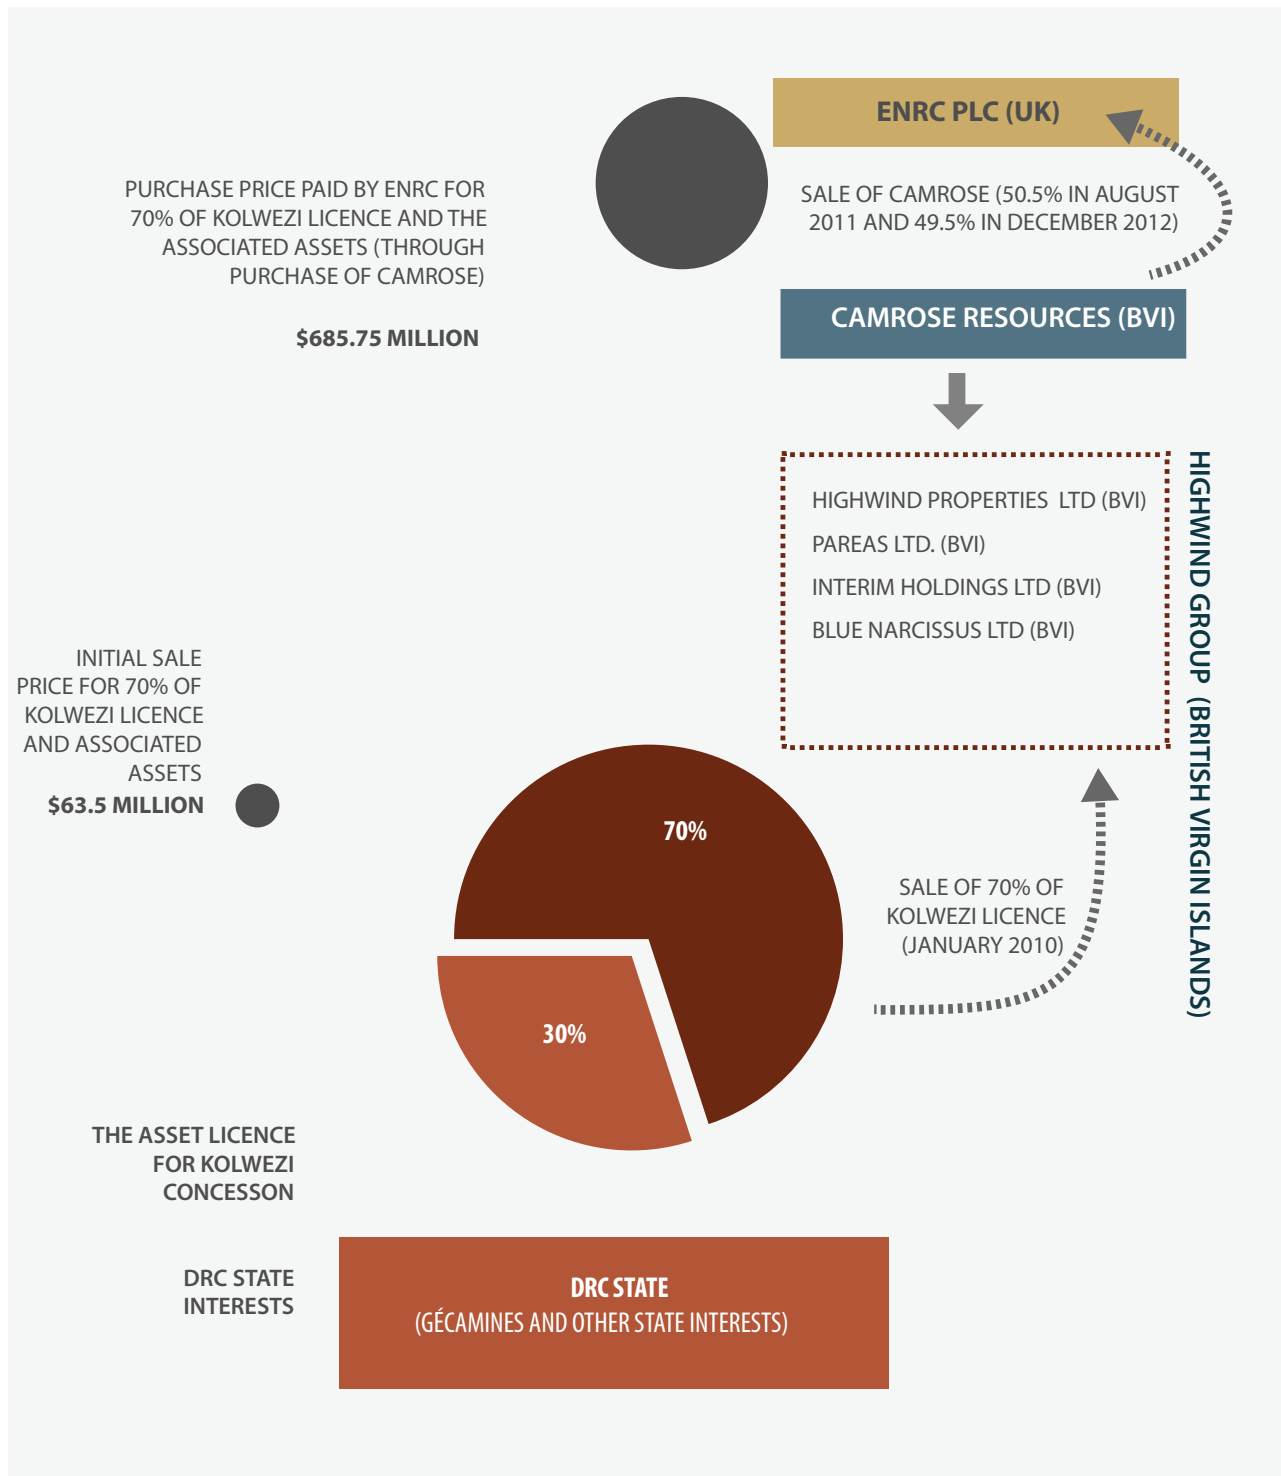 ENRC PLC (UK)
PURCHASE PRICE PAID BY ENRC FOR
70% OF KOLWEZI LICENCE AND THE
ASSOCIATED ASSETS (THROUGH
PURCHASE OF CAMROSE)
$685.75 MILLION
SALE OF CAMROSE (50.5% IN AUGUST
2011 AND 49.5% IN DECEMBER 2012)
CAMROSE RESOURCES (BVI)
HIGHWIND PROPERTIES LTD (BVI)
PAREAS LTD. (BVI)
INTERIM HOLDINGS LTD (BVI)
BLUE NARCISSUS LTD (BVI)
HIGHWIND GROUP (BRITISH VIRGIN ISLANDS)
INITIAL SALE
PRICE FOR 70% OF
KOLWEZI LICENCE
AND ASSOCIATED
ASSETS
$63.5 MILLION
70%
30%
SALE OF 70% OF
KOLWEZI LICENCE
(JANUARY 2010)
THE ASSET LICENCE
FOR KOLWEZI
CONCESSON
DRC STATE
INTERESTS
DRC STATE
(GÉCAMINES AND OTHER STATE INTERESTS)